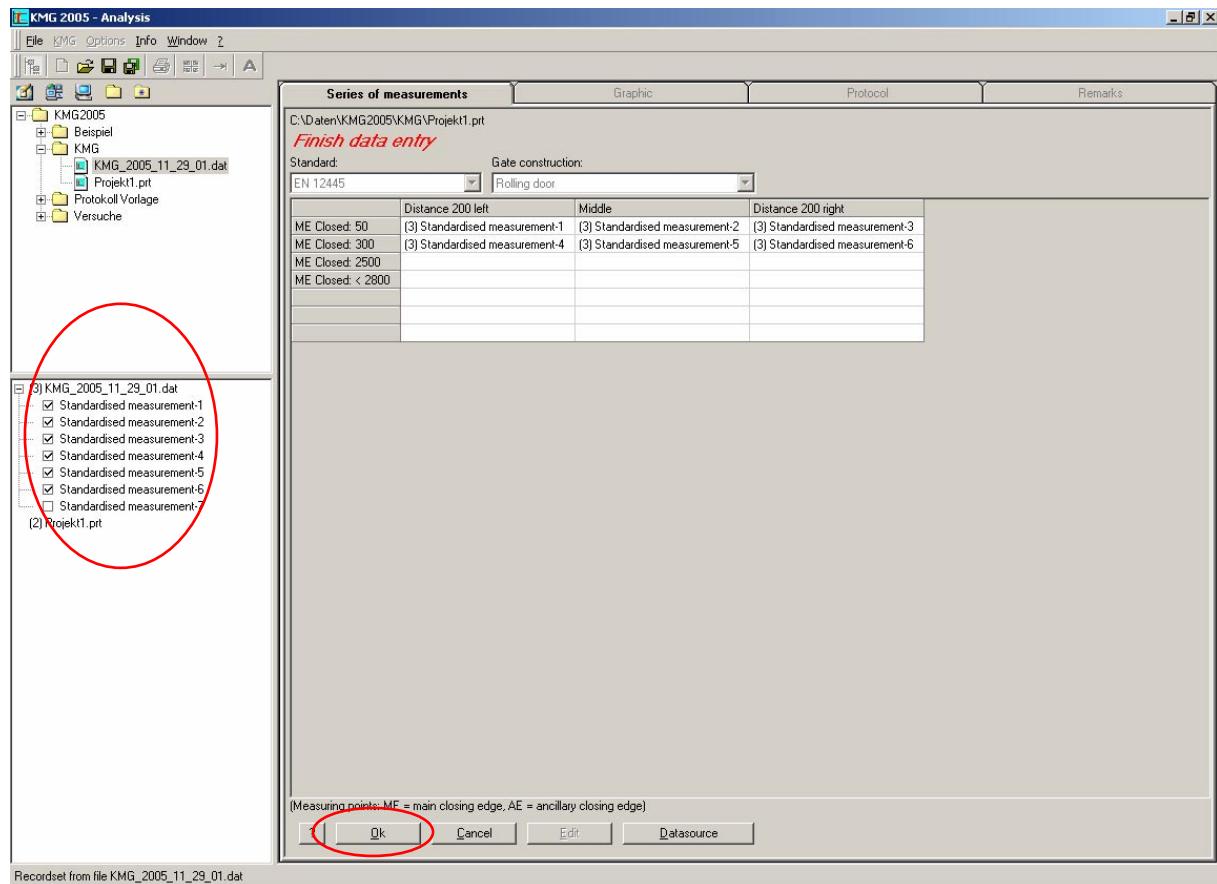 KMG 2005 - Analysis
File KMG Options Info Window ?
A
KMG2005
Beispiel
KMG
KMG_2005_11_29_01.dat
Projekt1.prt
Protokoll Vorlage
Versuche
(3) KMG_2005_11_29_01.dat
Standardised measurement-1
Standardised measurement-2
Standardised measurement-3
Standardised measurement-4
Standardised measurement-5
Standardised measurement-6
Standardised measurement-7
(2) Projekt1.prt
Series of measurements Graphic Protocol Remarks
C:\Daten\KMG2005\KMG\Projekt1.prt
Finish data entry
Standard: Gate construction:
EN 12445 Rolling door
Distance 200 left Middle Distance 200 right
ME Closed: 50 (3) Standardised measurement-1 (3) Standardised measurement-2 (3) Standardised measurement-3
ME Closed: 300 (3) Standardised measurement-4 (3) Standardised measurement-5 (3) Standardised measurement-6
ME Closed: 2500
ME Closed: < 2800
(Measuring points: ME = main closing edge, AE = ancillary closing edge)
? Ok Cancel Edit Datasource
Recordset from file KMG_2005_11_29_01.dat